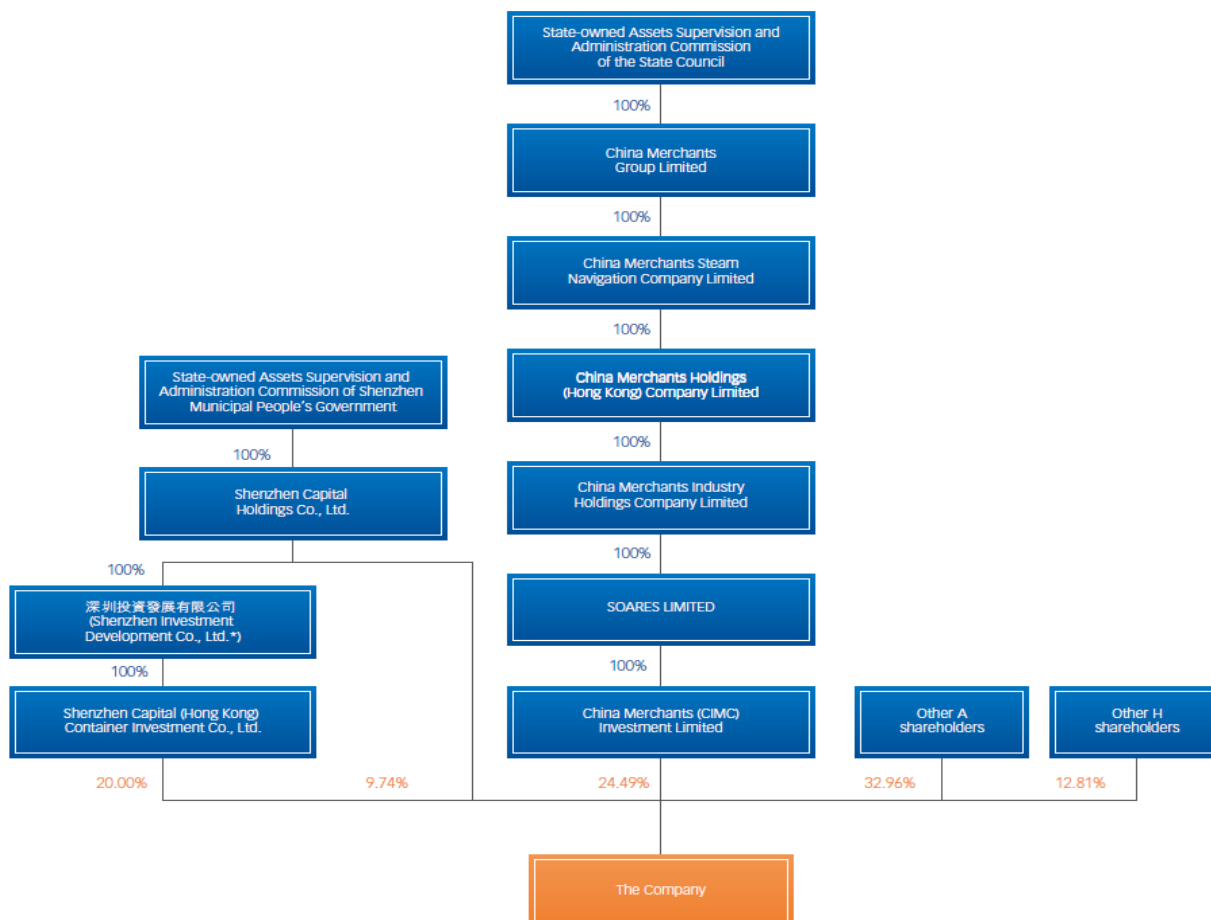 State-owned Assets Supervision and
Administration Commission
of the State Council
100%
China Merchants
Group Limited
100%
China Merchants Steam
Navigation Company Limited
100%
China Merchants Holdings
(Hong Kong) Company Limited
State-owned Assets Supervision and
Administration Commission of Shenzhen
Municipal People's Government
100%
100%
Shenzhen Capital
Holdings Co., Ltd.
China Merchants Industry
Holdings Company Limited
100%
100%
深圳投資發展有限公司
(Shenzhen Investment
Development Co., Ltd.*)
SOARES LIMITED
100%
100%
Shenzhen Capital (Hong Kong)
Container Investment Co., Ltd.
China Merchants (CIMC)
Investment Limited
Other A
shareholders
Other H
shareholders
20.00%
9.74%
24.49%
32.96%
12.81%
The Company